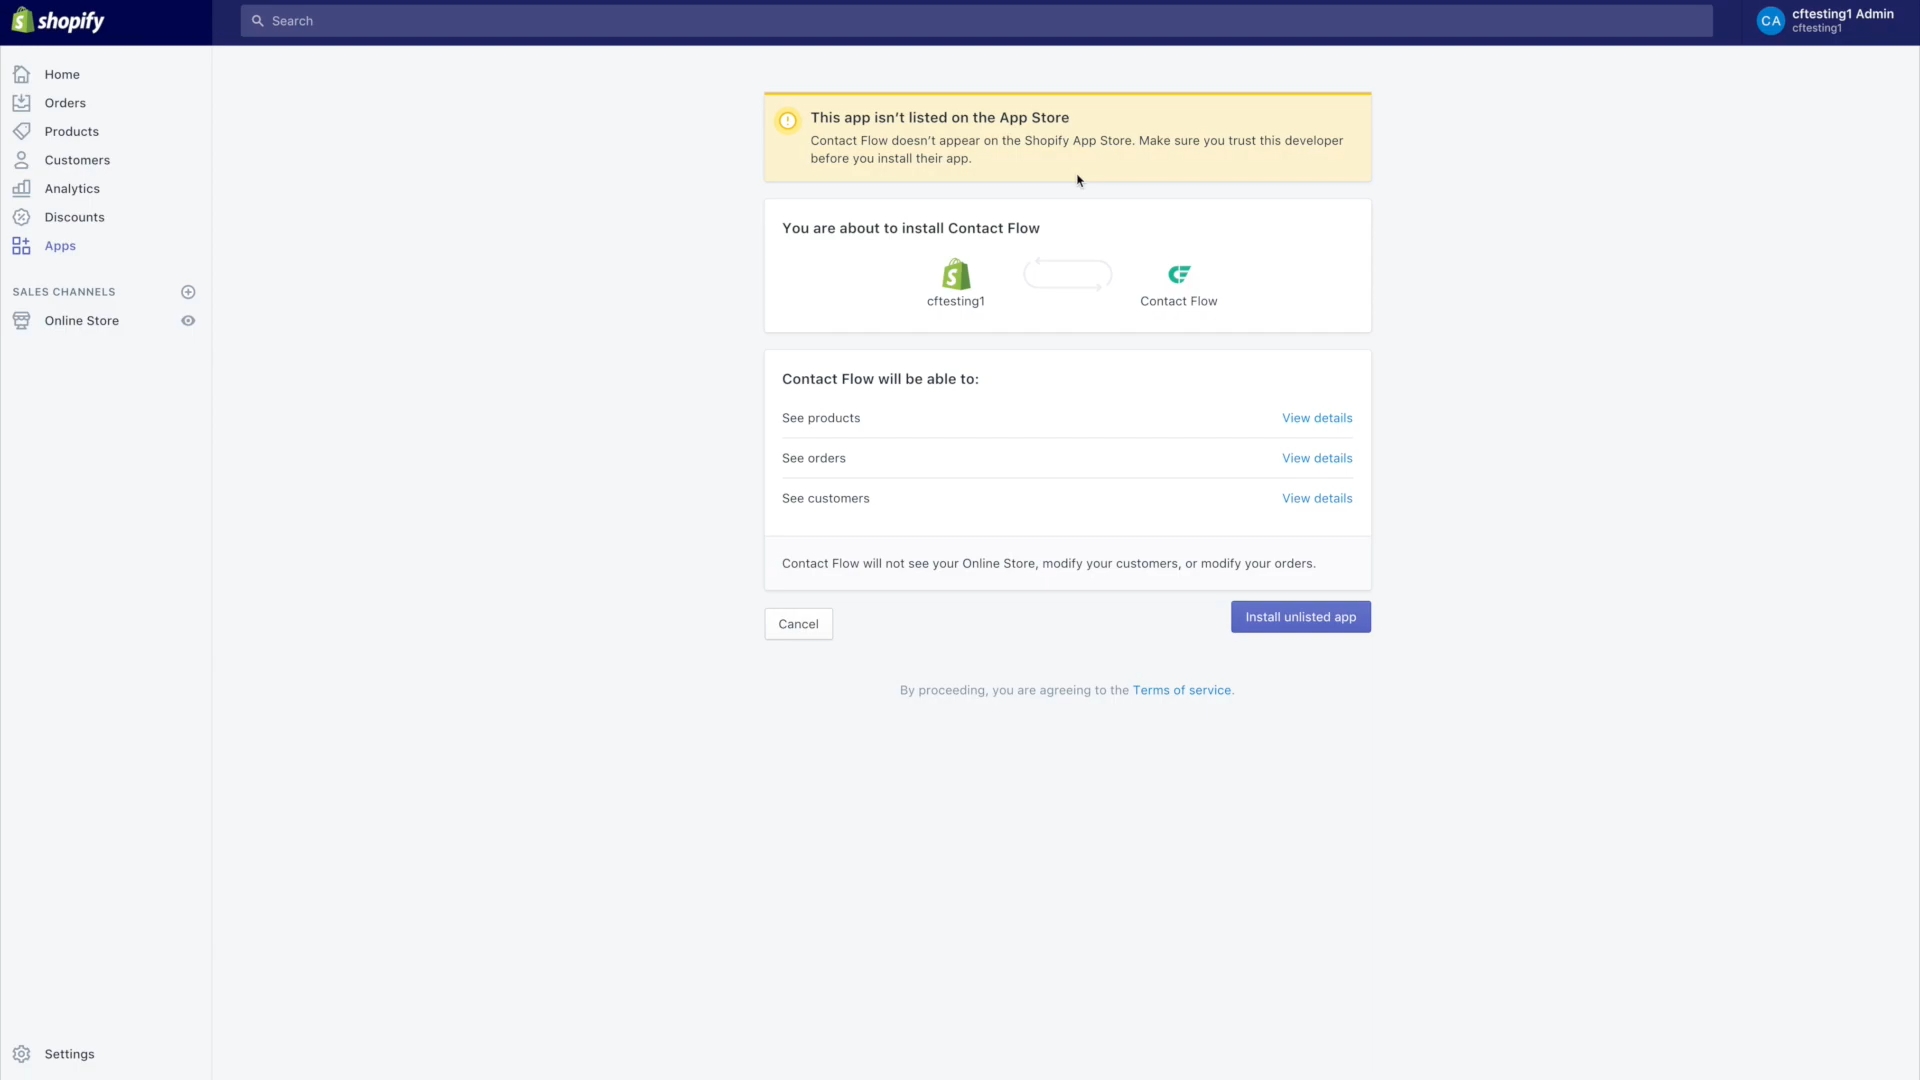 shopify
Search
CA
cftesting1 Admin
cftesting1
Home
Orders
Products
Customers
Analytics
Discounts
Apps
SALES CHANNELS
Online Store
Settings
This app isn't listed on the App Store
Contact Flow doesn't appear on the Shopify App Store. Make sure you trust this developer
before you install their app.
You are about to install Contact Flow
cftesting1
Contact Flow
Contact Flow will be able to:
See products
View details
See orders
View details
See customers
View details
Contact Flow will not see your Online Store, modify your customers, or modify your orders.
Cancel
Install unlisted app
By proceeding, you are agreeing to the Terms of service.